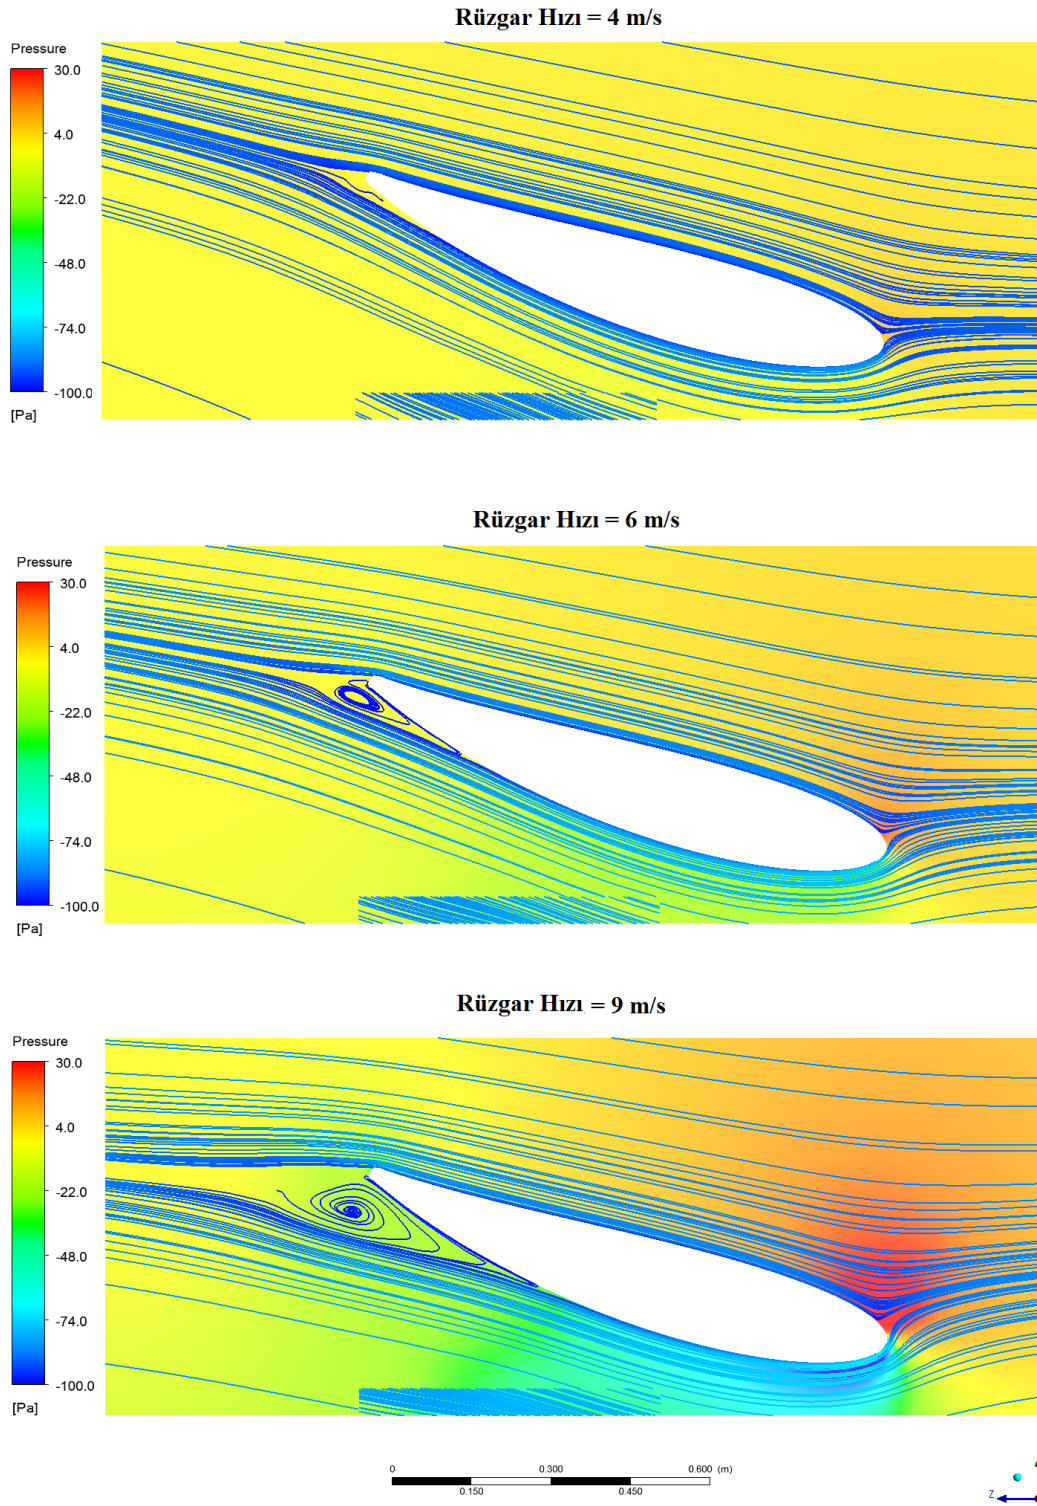 Rüzgar Hızı = 4 m/s
Pressure
30.0
4.0
-22.0
-48.0
-74.0
-100.0
[Pa]
Rüzgar Hızı = 6 m/s
Pressure
30.0
4.0
-22.0
-48.0
-74.0
-100.0
[Pa]
Rüzgar Hızı = 9 m/s
Pressure
30.0
4.0
-22.0
-48.0
-74.0
-100.0
[Pa]
0 0.300 0.600 (m)
0.150 0.450
Z